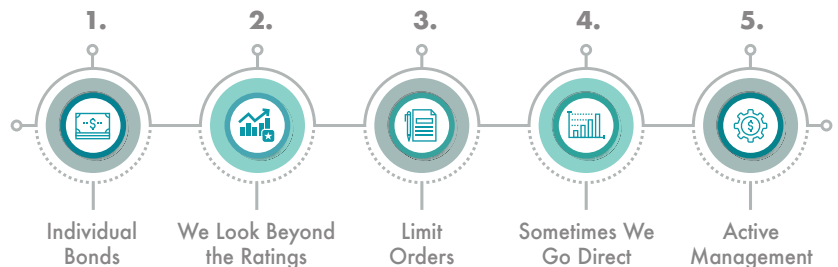 1.
2.
3.
4.
5.
$
$
Individual
Bonds
We Look Beyond
the Ratings
Limit
Orders
Sometimes We
Go Direct
Active
Management